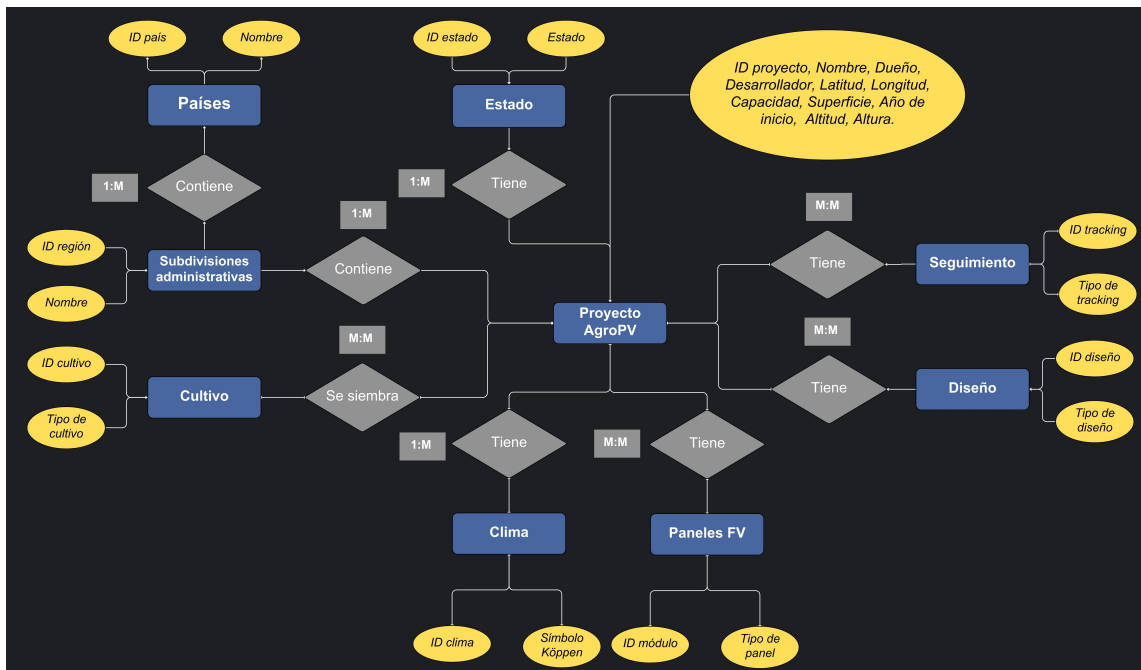 ID país
Nombre
ID estado
Estado
ID proyecto, Nombre, Dueño,
Desarrollador, Latitud, Longitud,
Capacidad, Superficie, Año de
inicio, Altitud, Altura.
Países
Estado
1:M
Contiene
1:M
Tiene
1:M
M:M
ID región
Subdivisiones
administrativas
Contiene
Tiene
Seguimiento
ID tracking
Nombre
Tipo de
tracking
Proyecto
AgroPV
M:M
M:M
ID cultivo
Cultivo
Se siembra
Tiene
Diseño
ID diseño
Tipo de
cultivo
Tipo de
diseño
1:M
Tiene
M:M
Tiene
Clima
Paneles FV
ID clima
Símbolo
Köppen
ID módulo
Tipo de
panel